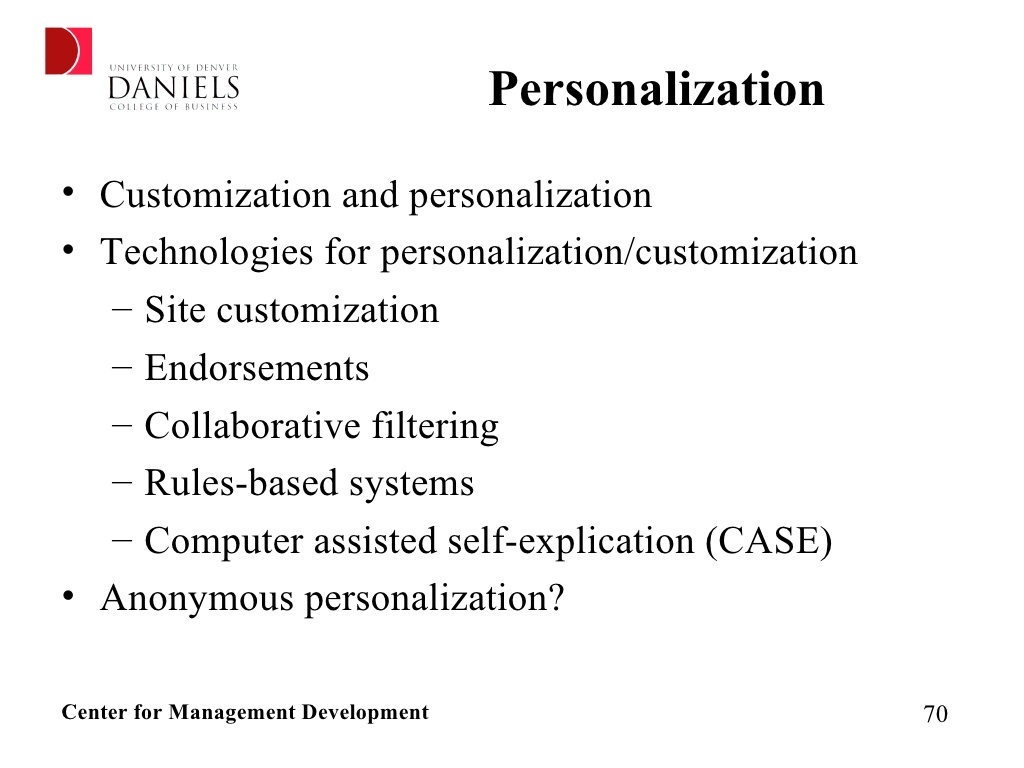 UNIVERSITY OF DENVER
DANIELS
COLLEGE OF BUSINESS
Personalization
• Customization and personalization
• Technologies for personalization/customization
– Site customization
– Endorsements
– Collaborative filtering
– Rules-based systems
– Computer assisted self-explication (CASE)
• Anonymous personalization?
Center for Management Development
70